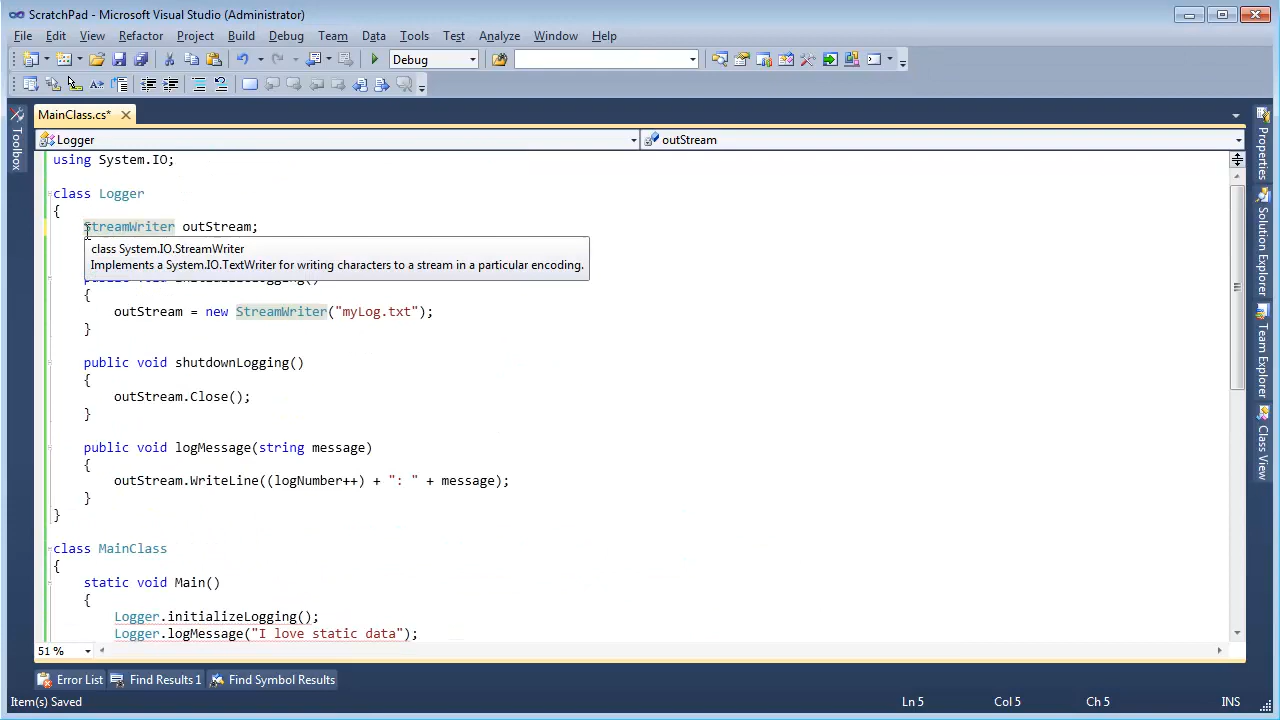 ScratchPad - Microsoft Visual Studio (Administrator)
File Edit View Refactor Project Build Debug Team Data Tools Test Analyze Window Help
Debug
MainClass.cs*
Logger outStream
Toolbox
Properties
Solution Explorer
Team Explorer
Class View
using System.IO;
class Logger
{
StreamWriter outStream;
class System.IO.StreamWriter
Implements a System.IO.TextWriter for writing characters to a stream in a particular encoding.
{
outStream = new StreamWriter("myLog.txt");
}
public void shutdownLogging()
{
outStream.Close();
}
public void logMessage(string message)
{
outStream.WriteLine((logNumber++) + ": " + message);
}
}
class MainClass
{
static void Main()
{
Logger.initializeLogging();
Logger.logMessage("I love static data");
51 %
Error List Find Results 1 Find Symbol Results
Item(s) Saved Ln 5 Col 5 Ch 5 INS